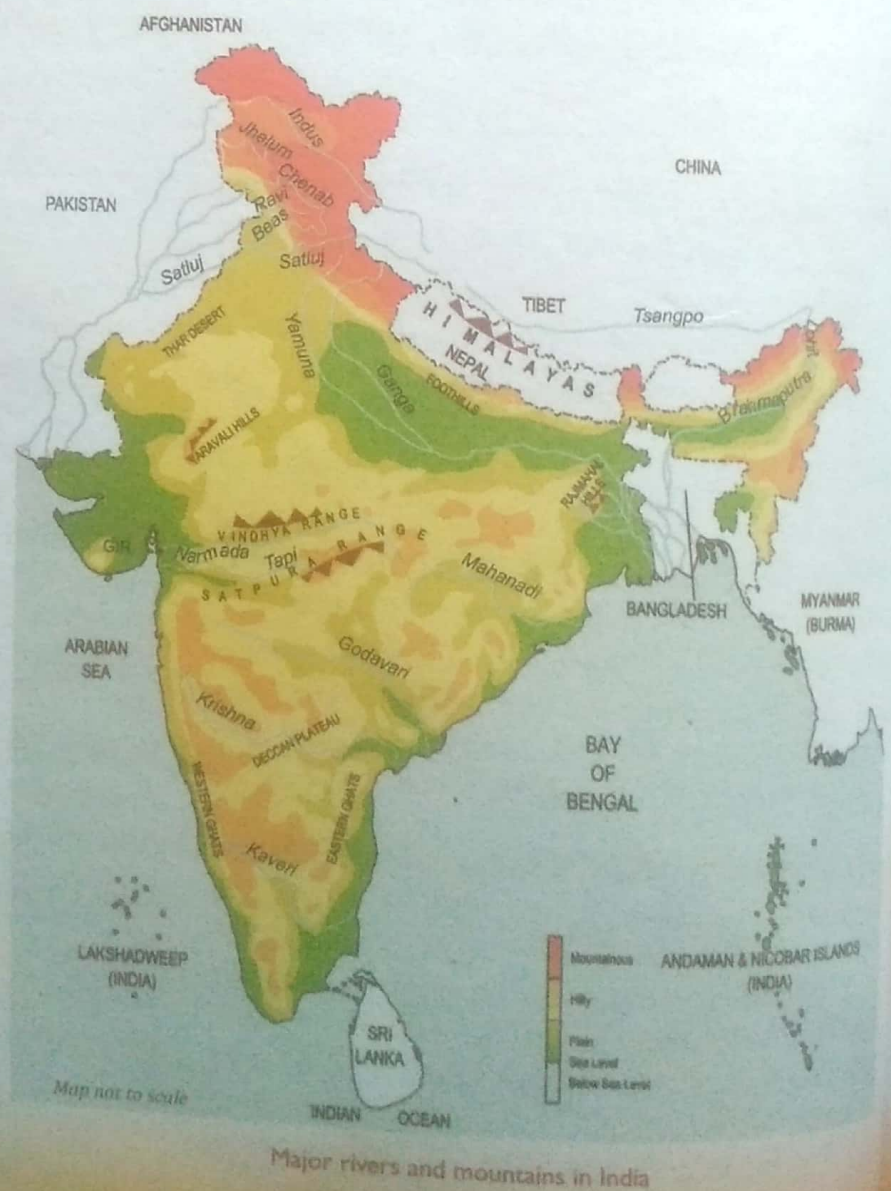 AFGHANISTAN
Indus
Jhelum
Chenab
CHINA
PAKISTAN
Ravi
Beas
Satluj
Satluj
TIBET
Tsangpo
HIMALAYAS
NEPAL
THAR DESERT
Yamuna
Ganga
FOOTHILLS
Lohit
Brahmaputra
ARAVALI HILLS
RAJMAHAL
HILLS
VINDHYA RANGE
GIR
Narmada
Tapi
SATPURA RANGE
Mahanadi
BANGLADESH
MYANMAR
(BURMA)
ARABIAN
SEA
Godavari
Krishna
DECCAN PLATEAU
BAY
OF
BENGAL
WESTERN GHATS
EASTERN GHATS
Kaveri
LAKSHADWEEP
(INDIA)
Mountainous
Hilly
Plain
Sea Level
Below Sea Level
ANDAMAN & NICOBAR ISLANDS
(INDIA)
SRI
LANKA
Map not to scale
INDIAN OCEAN
Major rivers and mountains in India